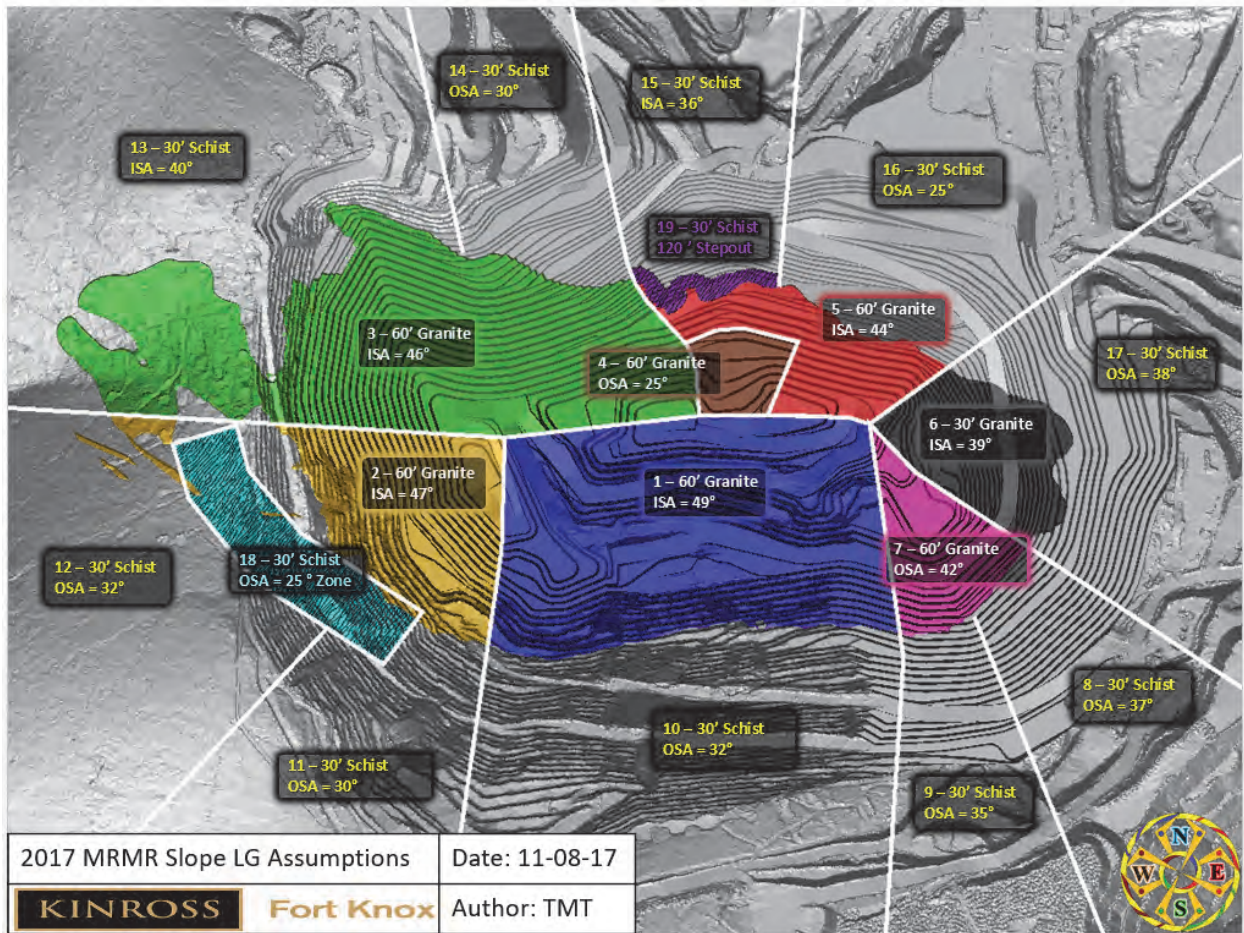 14 – 30' Schist
OSA = 30°
15 – 30' Schist
ISA = 36°
13 – 30' Schist
ISA = 40°
16 – 30' Schist
OSA = 25°
19 – 30' Schist
120 ' Stepout
3 – 60' Granite
ISA = 46°
5 – 60' Granite
ISA = 44°
4 – 60' Granite
OSA = 25°
17 – 30' Schist
OSA = 38°
6 – 30' Granite
ISA = 39°
2 – 60' Granite
ISA = 47°
1 – 60' Granite
ISA = 49°
12 – 30' Schist
OSA = 32°
18 – 30' Schist
OSA = 25 ° Zone
7 – 60' Granite
OSA = 42°
8 – 30' Schist
OSA = 37°
10 – 30' Schist
OSA = 32°
11 – 30' Schist
OSA = 30°
9 – 30' Schist
OSA = 35°
N
W E
S
2017 MRMR Slope LG Assumptions
Date: 11-08-17
KINROSS Fort Knox
Author: TMT